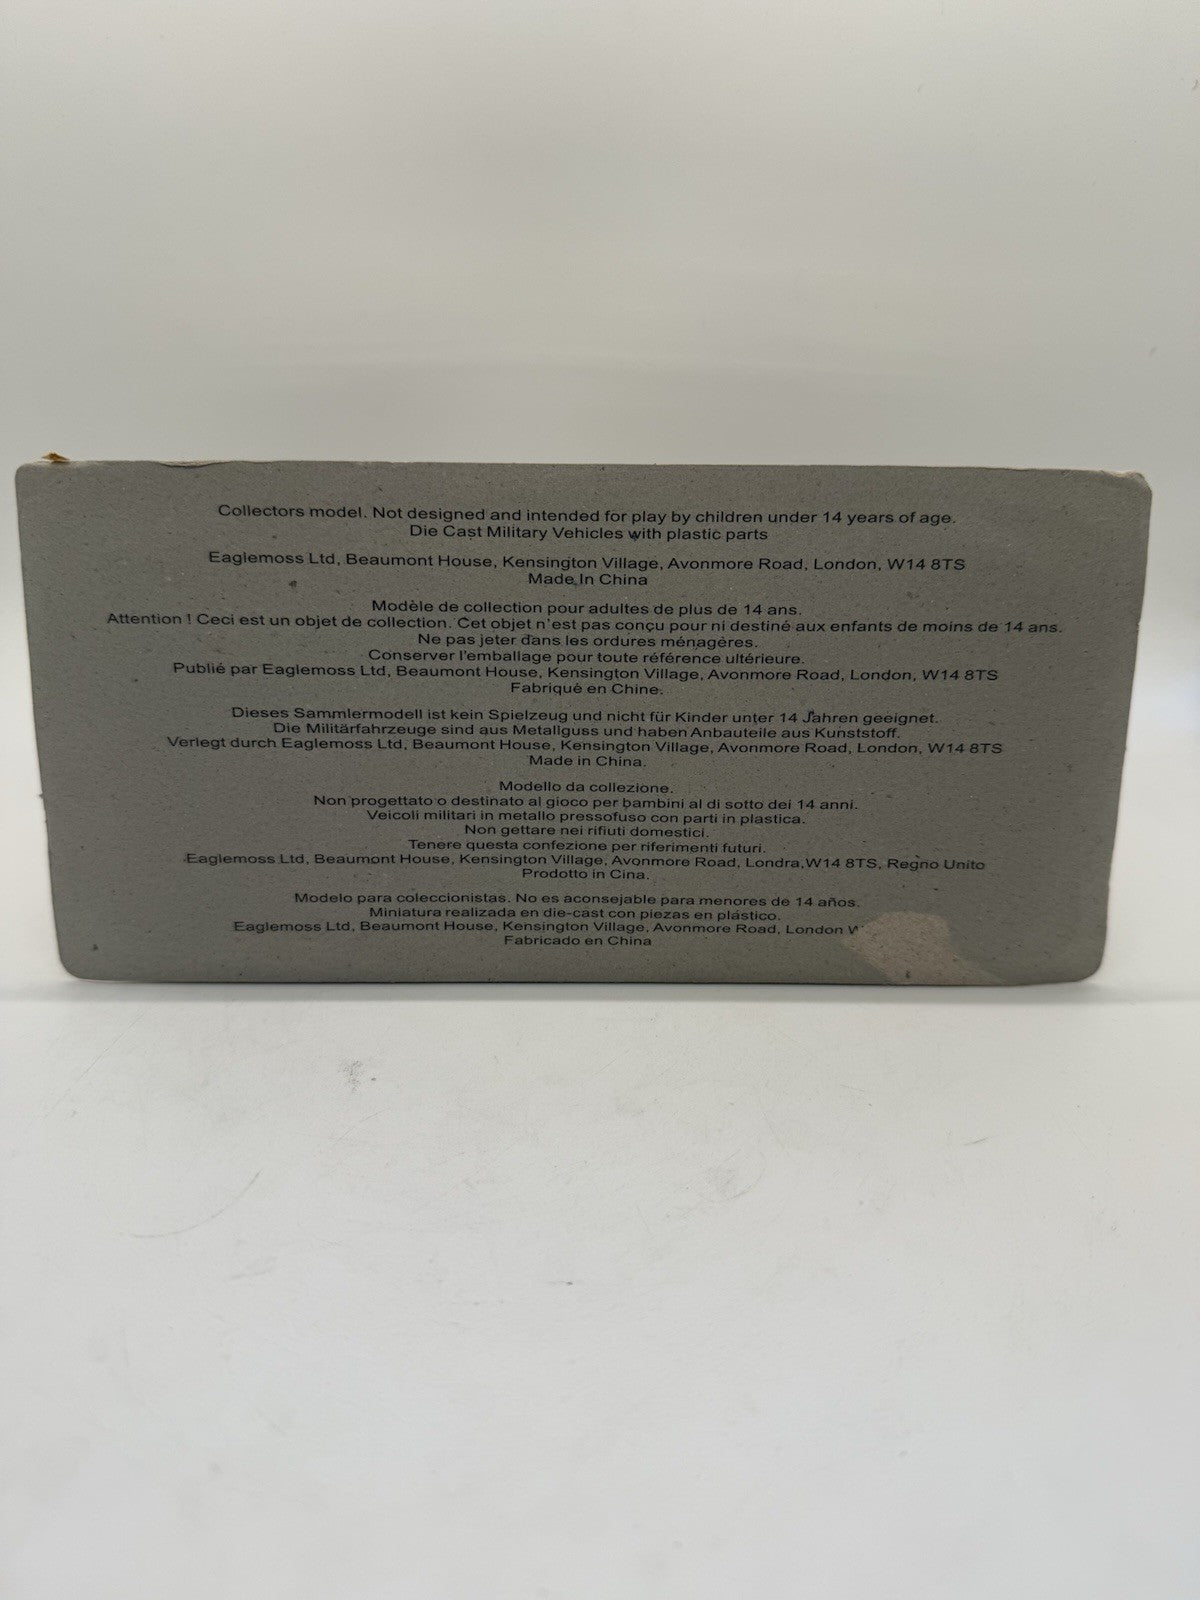 Collectors model. Not designed and intended for play by children under 14 years of age.
Die Cast Military Vehicles with plastic parts
Eaglemoss Ltd, Beaumont House, Kensington Village, Avonmore Road, London, W14 8TS
Made In China
Modèle de collection pour adultes de plus de 14 ans.
Attention ! Ceci est un objet de collection. Cet objet n'est pas conçu pour ni destiné aux enfants de moins de 14 ans.
Ne pas jeter dans les ordures ménagères.
Conserver l'emballage pour toute référence ultérieure.
Publié par Eaglemoss Ltd, Beaumont House, Kensington Village, Avonmore Road, London, W14 8TS
Fabriqué en Chine.
Dieses Sammlermodell ist kein Spielzeug und nicht für Kinder unter 14 Jahren geeignet.
Die Militärfahrzeuge sind aus Metallguss und haben Anbauteile aus Kunststoff.
Verlegt durch Eaglemoss Ltd, Beaumont House, Kensington Village, Avonmore Road, London, W14 8TS
Made in China.
Modello da collezione.
Non progettato o destinato al gioco per bambini al di sotto dei 14 anni.
Veicoli militari in metallo pressofuso con parti in plastica.
Non gettare nei rifiuti domestici.
Tenere questa confezione per riferimenti futuri.
Eaglemoss Ltd, Beaumont House, Kensington Village, Avonmore Road, Londra,W14 8TS, Regno Unito
Prodotto in Cina.
Modelo para coleccionistas. No es aconsejable para menores de 14 años.
Miniatura realizada en die-cast con piezas en plástico.
Eaglemoss Ltd, Beaumont House, Kensington Village, Avonmore Road, London
Fabricado en China